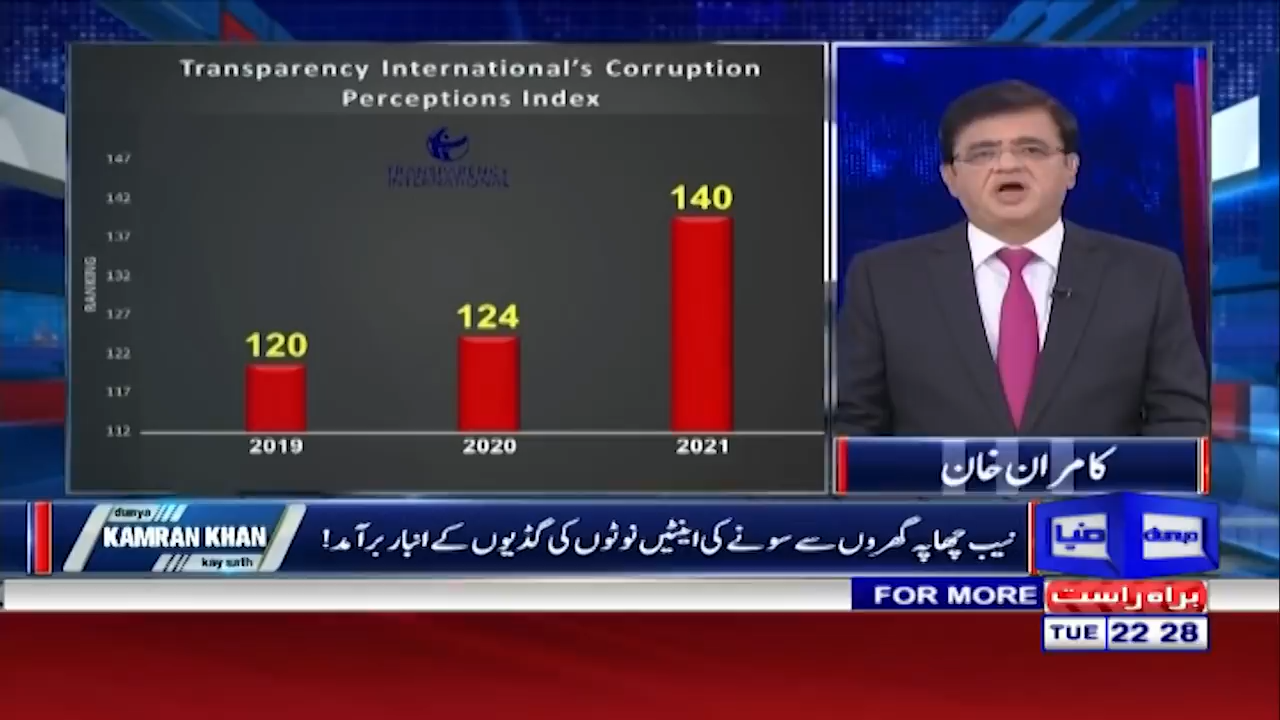 Transparency International's Corruption
Perceptions Index
TRANSPARENCY
INTERNATIONAL
147
142
137
132
127
122
117
112
RANKING
120
124
140
2019
2020
2021
کامران خان
dunya
KAMRAN KHAN
kay sath
نیب چھاپہ گھروں سے سونے کی اینٹیں نوٹوں کی گڈیوں کے انبار برآمد!
دنیا
dunya
FOR MORE
براہ راست
TUE 22 28